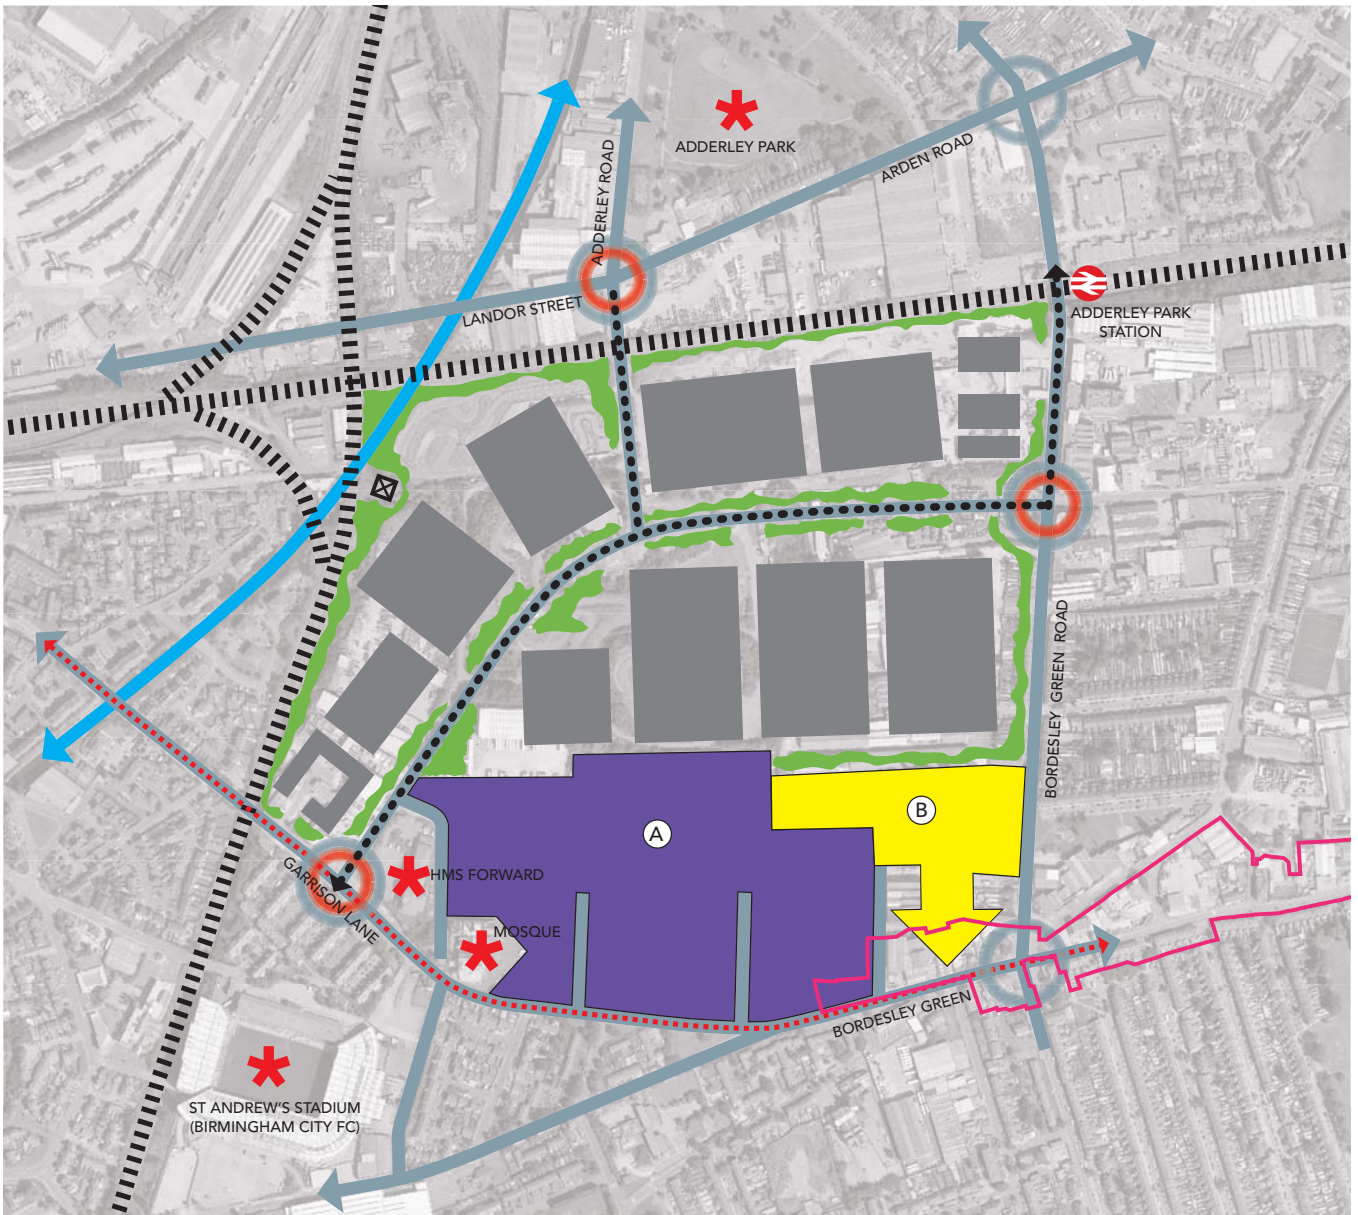 ADDERLEY PARK
ADDERLEY ROAD
ARDEN ROAD
LANDOR STREET
ADDERLEY PARK
STATION
BORDESLEY GREEN ROAD
B
A
GARRISON LANE
HMS FORWARD
MOSQUE
BORDESLEY GREEN
ST ANDREW'S STADIUM
(BIRMINGHAM CITY FC)